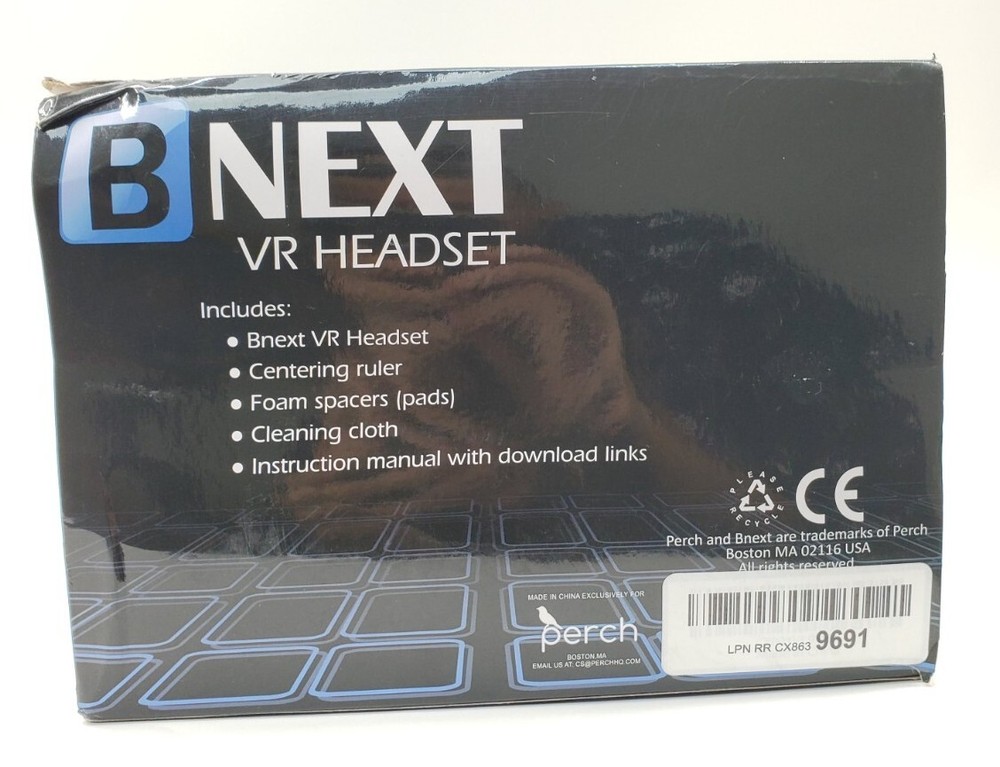 B NEXT
VR HEADSET
Includes:
• Bnext VR Headset
• Centering ruler
• Foam spacers (pads)
• Cleaning cloth
• Instruction manual with download links
PLEASE RECYCLE
CE
Perch and Bnext are trademarks of Perch
Boston MA 02116 USA
All rights reserved
MADE IN CHINA EXCLUSIVELY FOR
perch
BOSTON,MA
EMAIL US AT: CS@PERCHHQ.COM
LPN RR CX863 9691